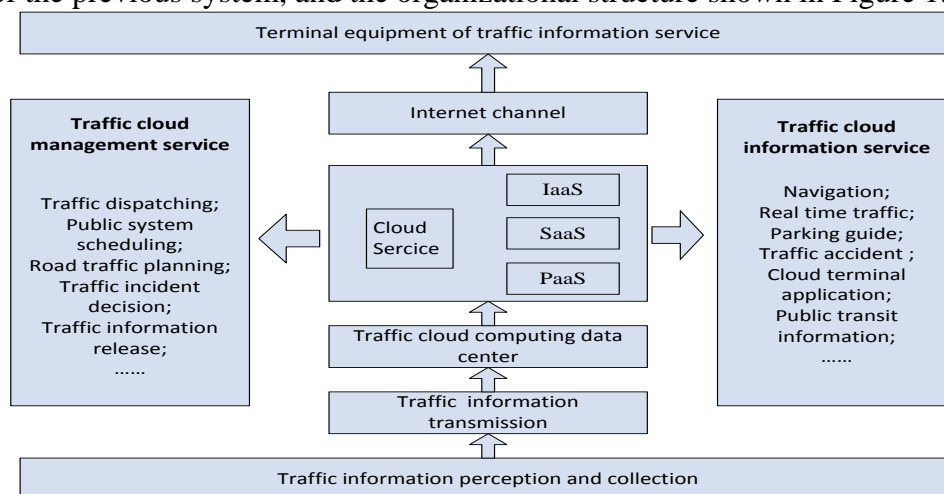 of the previous system, and the organizational structure shown in Figure 1.
Terminal equipment of traffic information service
Internet channel
Traffic cloud
management service
Traffic dispatching;
Public system
scheduling;
Road traffic planning;
Traffic incident
decision;
Traffic information
release;
......
Cloud
Sercice
IaaS
SaaS
PaaS
Traffic cloud
information service
Navigation;
Real time traffic;
Parking guide;
Traffic accident ;
Cloud terminal
application;
Public transit
information;
......
Traffic cloud computing data
center
Traffic information
transmission
Traffic information perception and collection